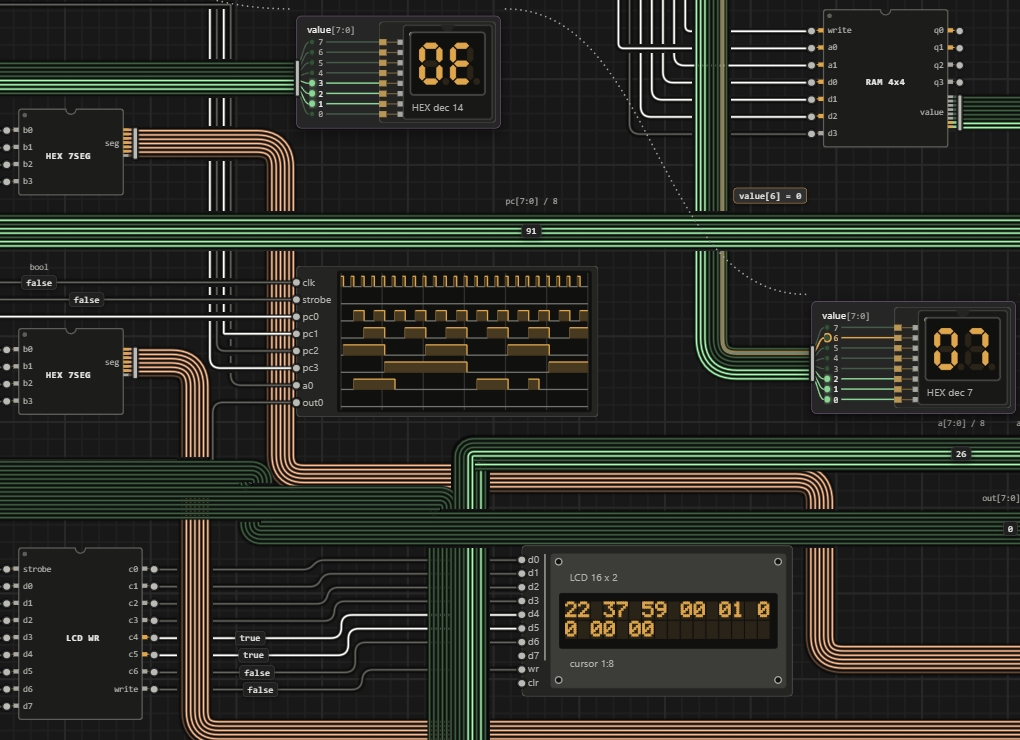 value[7:0]
7
6
5
4
3
2
1
0
0E
HEX dec 14
write
a0
a1
d0
d1
d2
d3
RAM 4x4
q0
q1
q2
q3
value
b0
b1
b2
b3
HEX 7SEG
seg
value[6] = 0
pc[7:0] / 8
91
bool
false
false
clk
strobe
pc0
pc1
pc2
pc3
a0
out0
value[7:0]
7
6
5
4
3
2
1
0
07
HEX dec 7
b0
b1
b2
b3
HEX 7SEG
seg
a[7:0] / 8
a
26
out[7:0]
0
strobe
d0
d1
d2
d3
d4
d5
d6
d7
LCD WR
c0
c1
c2
c3
c4
c5
c6
write
true
true
false
false
d0
d1
d2
d3
d4
d5
d6
d7
wr
clr
LCD 16 x 2
22 37 59 00 01 0
0 00 00
cursor 1:8